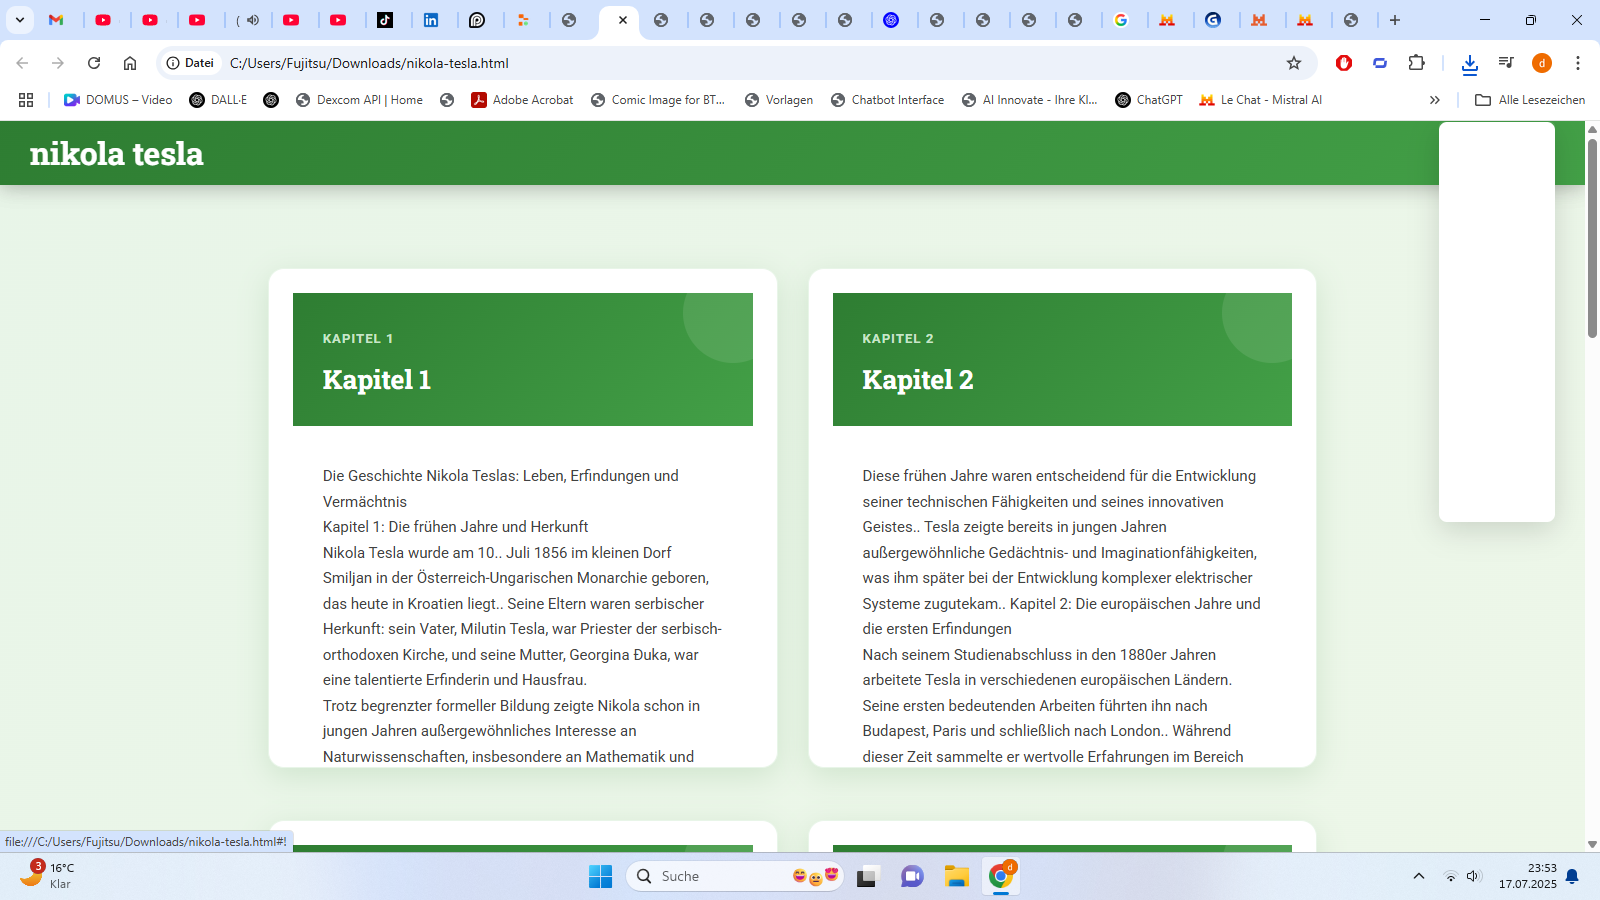 Datei
C:/Users/Fujitsu/Downloads/nikola-tesla.html
d
DOMUS – Video
DALL·E
Dexcom API | Home
Adobe Acrobat
Comic Image for BT...
Vorlagen
Chatbot Interface
AI Innovate - Ihre KI...
ChatGPT
Le Chat - Mistral AI
Alle Lesezeichen
nikola tesla
KAPITEL 1
Kapitel 1
Die Geschichte Nikola Teslas: Leben, Erfindungen und
Vermächtnis
Kapitel 1: Die frühen Jahre und Herkunft
Nikola Tesla wurde am 10.. Juli 1856 im kleinen Dorf
Smiljan in der Österreich-Ungarischen Monarchie geboren,
das heute in Kroatien liegt.. Seine Eltern waren serbischer
Herkunft: sein Vater, Milutin Tesla, war Priester der serbisch-
orthodoxen Kirche, und seine Mutter, Georgina Đuka, war
eine talentierte Erfinderin und Hausfrau.
Trotz begrenzter formeller Bildung zeigte Nikola schon in
jungen Jahren außergewöhnliches Interesse an
Naturwissenschaften, insbesondere an Mathematik und
KAPITEL 2
Kapitel 2
Diese frühen Jahre waren entscheidend für die Entwicklung
seiner technischen Fähigkeiten und seines innovativen
Geistes.. Tesla zeigte bereits in jungen Jahren
außergewöhnliche Gedächtnis- und Imaginationfähigkeiten,
was ihm später bei der Entwicklung komplexer elektrischer
Systeme zugutekam.. Kapitel 2: Die europäischen Jahre und
die ersten Erfindungen
Nach seinem Studienabschluss in den 1880er Jahren
arbeitete Tesla in verschiedenen europäischen Ländern.
Seine ersten bedeutenden Arbeiten führten ihn nach
Budapest, Paris und schließlich nach London.. Während
dieser Zeit sammelte er wertvolle Erfahrungen im Bereich
file:///C:/Users/Fujitsu/Downloads/nikola-tesla.html#!
3
16°C
Klar
Suche
d
23:53
17.07.2025